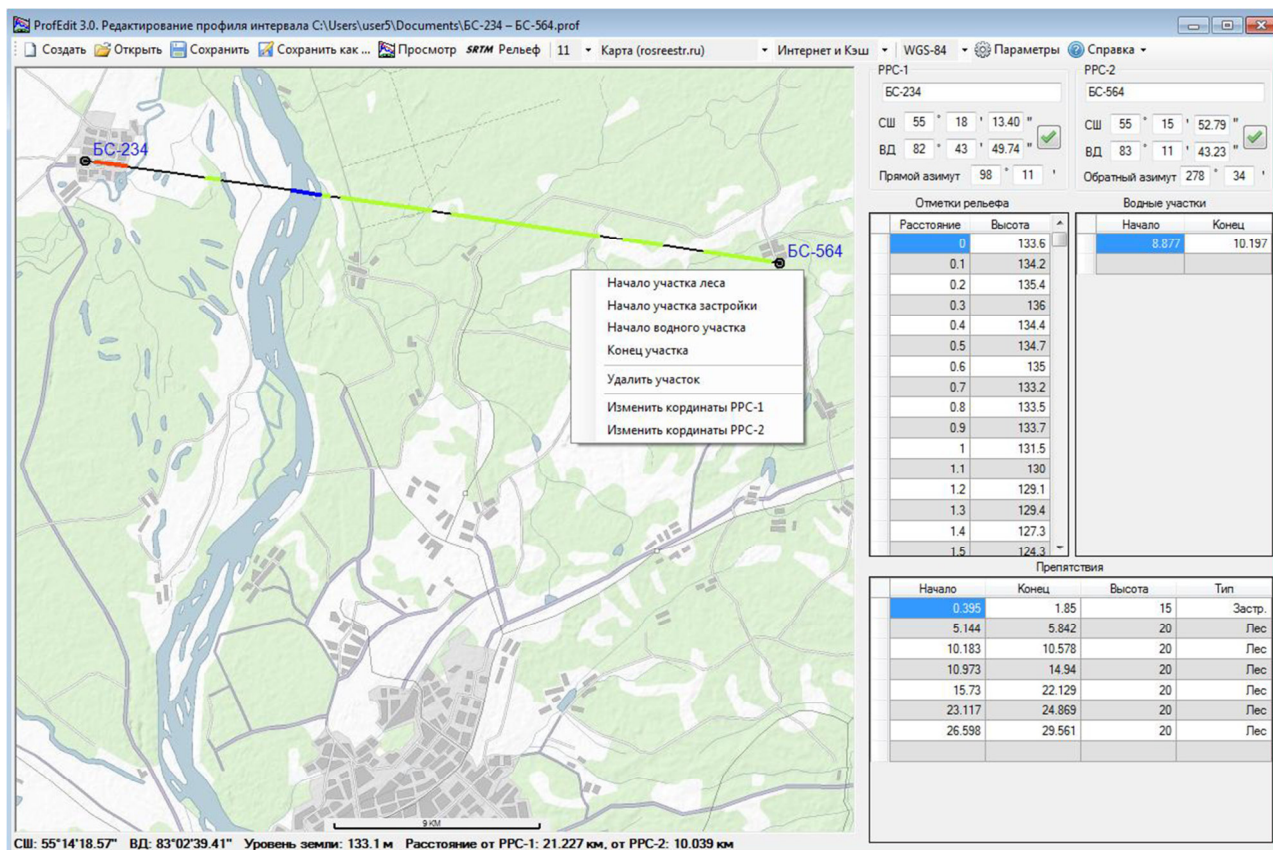 ProfEdit 3.0. Редактирование профиля интервала C:\Users\user5\Documents\БС-234 – БС-564.prof
Создать Открыть Сохранить Сохранить как ... Просмотр SRTM Рельеф 11 Карта (rosreestr.ru) Интернет и Кэш WGS-84 Параметры Справка
БС-234
БС-564
Начало участка леса
Начало участка застройки
Начало водного участка
Конец участка
Удалить участок
Изменить кординаты РРС-1
Изменить кординаты РРС-2
9 КМ
РРС-1
БС-234
СШ 55 ° 18 ' 13.40 "
ВД 82 ° 43 ' 49.74 "
Прямой азимут 98 ° 11 '
РРС-2
БС-564
СШ 55 ° 15 ' 52.79 "
ВД 83 ° 11 ' 43.23 "
Обратный азимут 278 ° 34 '
Отметки рельефа
Расстояние Высота
0 133.6
0.1 134.2
0.2 135.4
0.3 136
0.4 134.4
0.5 134.7
0.6 135
0.7 133.2
0.8 133.5
0.9 133.7
1 131.5
1.1 130
1.2 129.1
1.3 129.4
1.4 127.3
1.5 124.3
Водные участки
Начало Конец
8.877 10.197
Препятствия
Начало Конец Высота Тип
0.395 1.85 15 Застр.
5.144 5.842 20 Лес
10.183 10.578 20 Лес
10.973 14.94 20 Лес
15.73 22.129 20 Лес
23.117 24.869 20 Лес
26.598 29.561 20 Лес
СШ: 55°14'18.57" ВД: 83°02'39.41" Уровень земли: 133.1 м Расстояние от РРС-1: 21.227 км, от РРС-2: 10.039 км